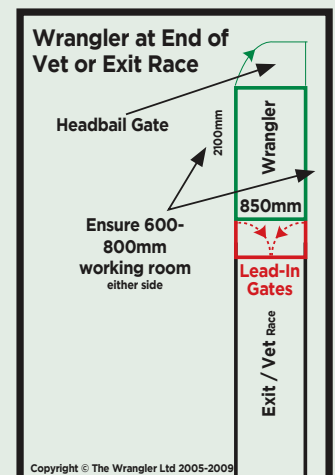 Wrangler at End of
Vet or Exit Race
Headbail Gate
2100mm
Wrangler
850mm
Ensure 600-
800mm
working room
either side
Lead-In
Gates
Exit / Vet Race
Copyright © The Wrangler Ltd 2005-2009